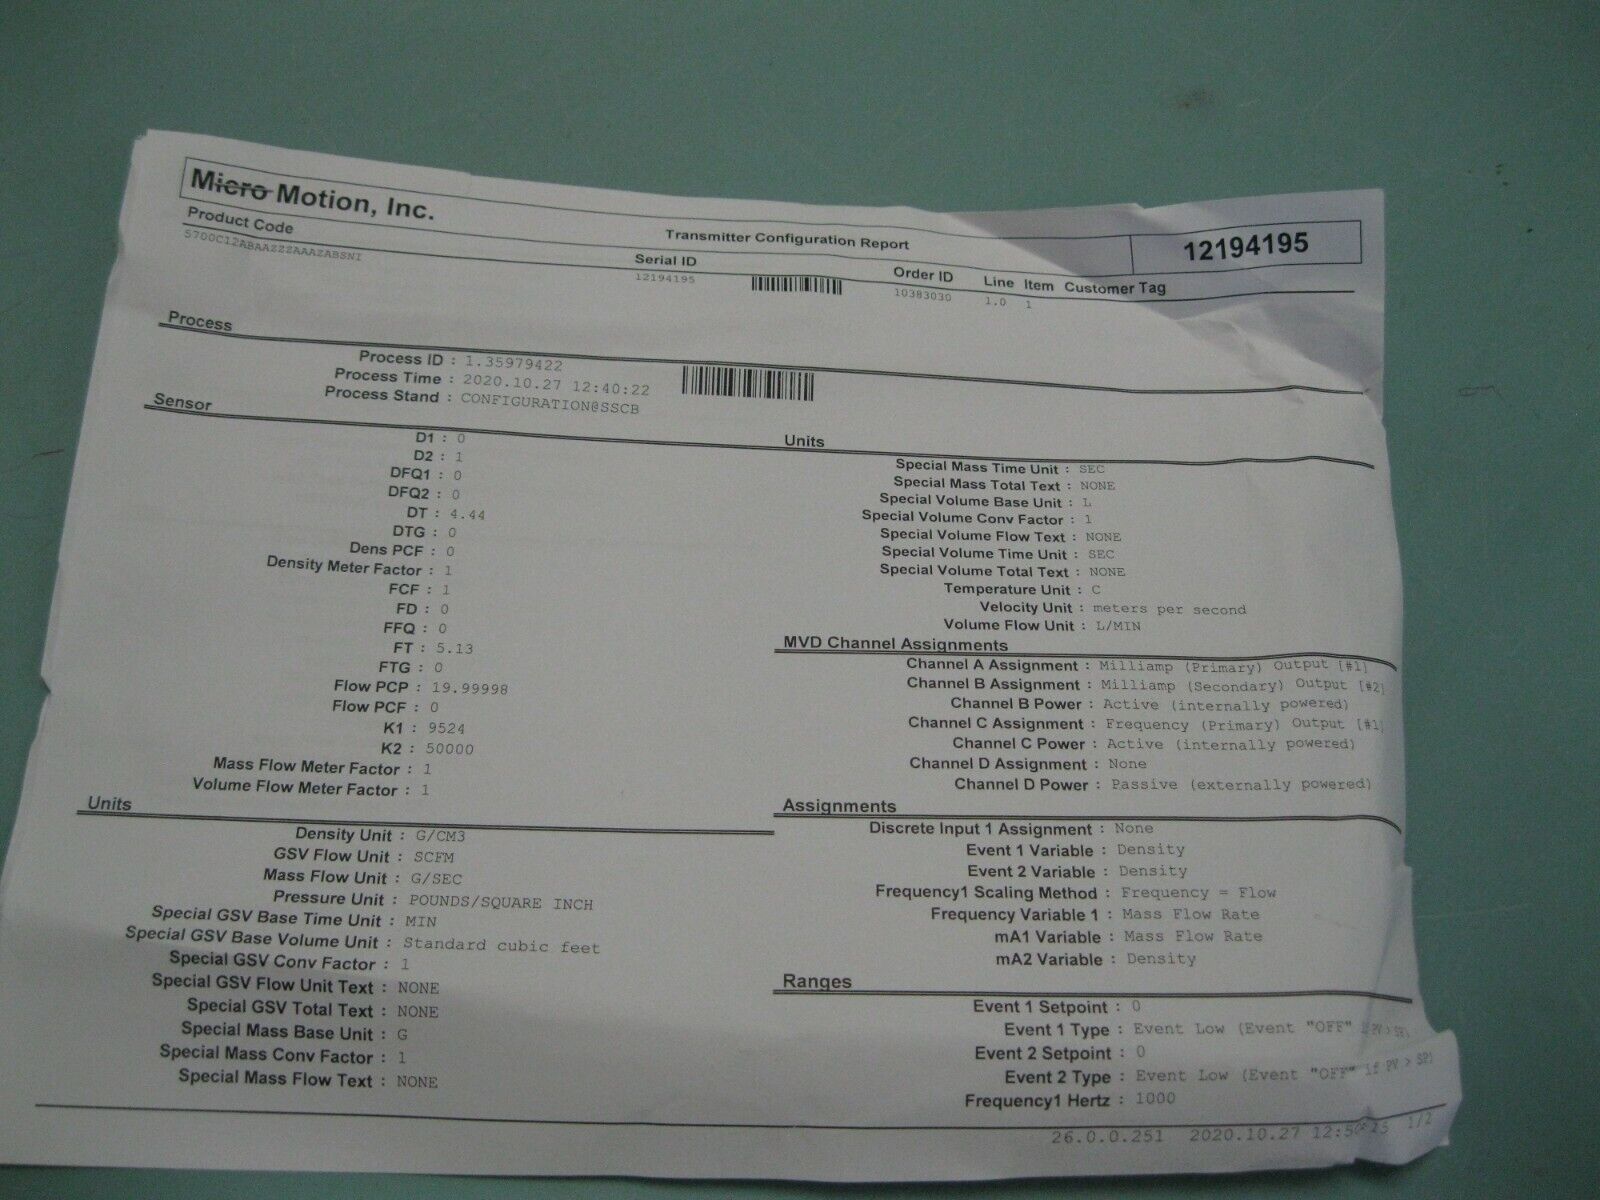 Micro Motion, Inc.
Transmitter Configuration Report
12194195
Product Code
Serial ID
Order ID
Line
Item
Customer Tag
5700C12ABAAZZZAAAZABSNI
12194195
10383030
1.0
1
Process
Process ID : 1.35979422
Process Time : 2020.10.27 12:40:22
Process Stand : CONFIGURATION@SSCB
Sensor
D1 : 0
D2 : 1
DFQ1 : 0
DFQ2 : 0
DT : 4.44
DTG : 0
Dens PCF : 0
Density Meter Factor : 1
FCF : 1
FD : 0
FFQ : 0
FT : 5.13
FTG : 0
Flow PCP : 19.99998
Flow PCF : 0
K1 : 9524
K2 : 50000
Mass Flow Meter Factor : 1
Volume Flow Meter Factor : 1
Units
Density Unit : G/CM3
GSV Flow Unit : SCFM
Mass Flow Unit : G/SEC
Pressure Unit : POUNDS/SQUARE INCH
Special GSV Base Time Unit : MIN
Special GSV Base Volume Unit : Standard cubic feet
Special GSV Conv Factor : 1
Special GSV Flow Unit Text : NONE
Special GSV Total Text : NONE
Special Mass Base Unit : G
Special Mass Conv Factor : 1
Special Mass Flow Text : NONE
Units
Special Mass Time Unit : SEC
Special Mass Total Text : NONE
Special Volume Base Unit : L
Special Volume Conv Factor : 1
Special Volume Flow Text : NONE
Special Volume Time Unit : SEC
Special Volume Total Text : NONE
Temperature Unit : C
Velocity Unit : meters per second
Volume Flow Unit : L/MIN
MVD Channel Assignments
Channel A Assignment : Milliamp (Primary) Output [#1]
Channel B Assignment : Milliamp (Secondary) Output [#2]
Channel B Power : Active (internally powered)
Channel C Assignment : Frequency (Primary) Output [#1]
Channel C Power : Active (internally powered)
Channel D Assignment : None
Channel D Power : Passive (externally powered)
Assignments
Discrete Input 1 Assignment : None
Event 1 Variable : Density
Event 2 Variable : Density
Frequency1 Scaling Method : Frequency = Flow
Frequency Variable 1 : Mass Flow Rate
mA1 Variable : Mass Flow Rate
mA2 Variable : Density
Ranges
Event 1 Setpoint : 0
Event 1 Type : Event Low (Event "OFF" if PV > SP)
Event 2 Setpoint : 0
Event 2 Type : Event Low (Event "OFF" if PV > SP)
Frequency1 Hertz : 1000
26.0.0.251 2020.10.27 1/2